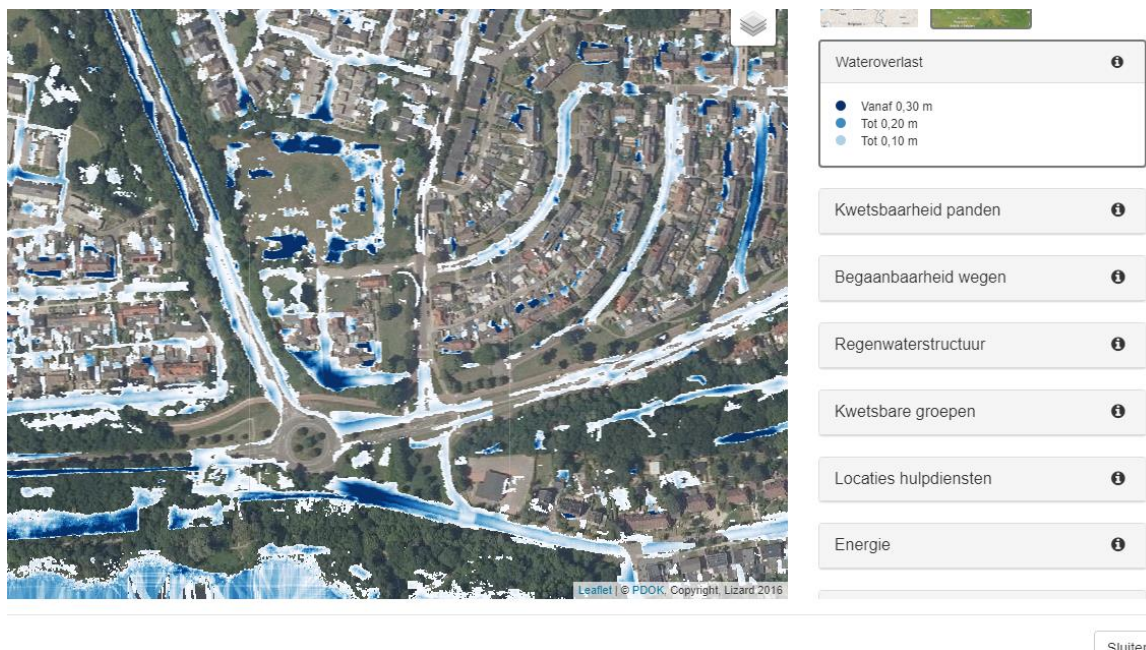 Wateroverlast
Vanaf 0,30 m
Tot 0,20 m
Tot 0,10 m
Kwetsbaarheid panden
Begaanbaarheid wegen
Regenwaterstructuur
Kwetsbare groepen
Locaties hulpdiensten
Energie
Leaflet | © PDOK, Copyright, Lizard 2016
Sluiten